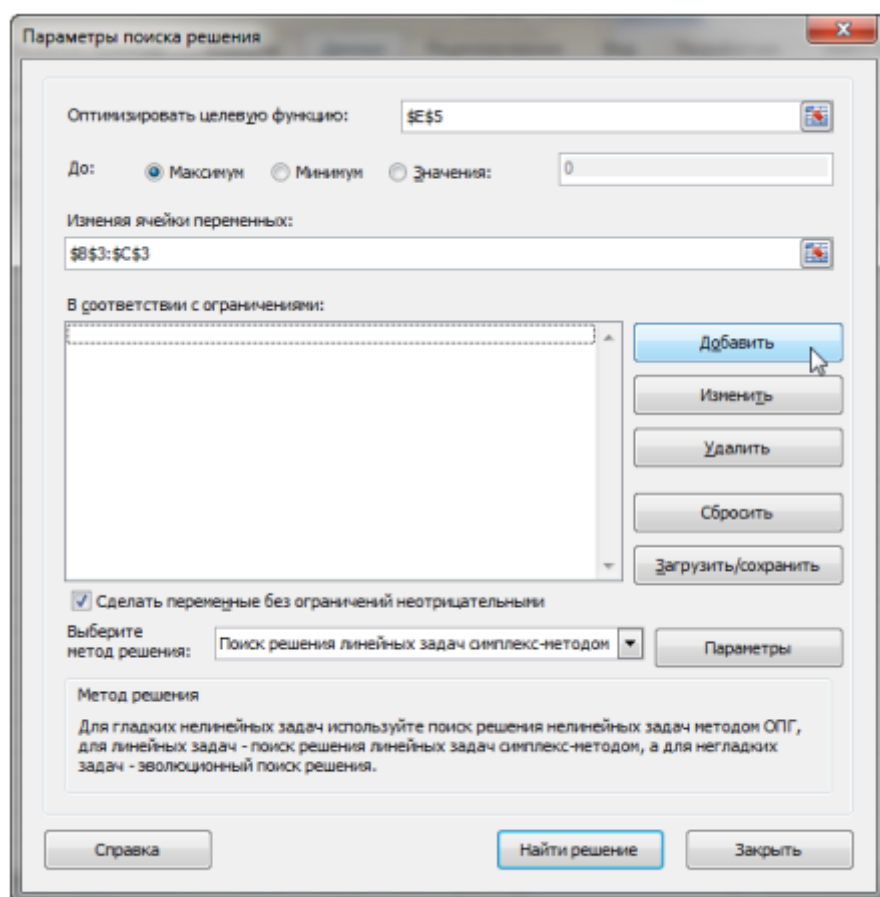 Параметры поиска решения
Оптимизировать целевую функцию: $E$5
До: Максимум Минимум Значения: 0
Изменяя ячейки переменных:
$B$3:$C$3
В соответствии с ограничениями:
Добавить
Изменить
Удалить
Сбросить
Загрузить/сохранить
Сделать переменные без ограничений неотрицательными
Выберите
метод решения: Поиск решения линейных задач симплекс-методом Параметры
Метод решения
Для гладких нелинейных задач используйте поиск решения нелинейных задач методом ОПГ,
для линейных задач - поиск решения линейных задач симплекс-методом, а для негладких
задач - эволюционный поиск решения.
Справка Найти решение Закрыть